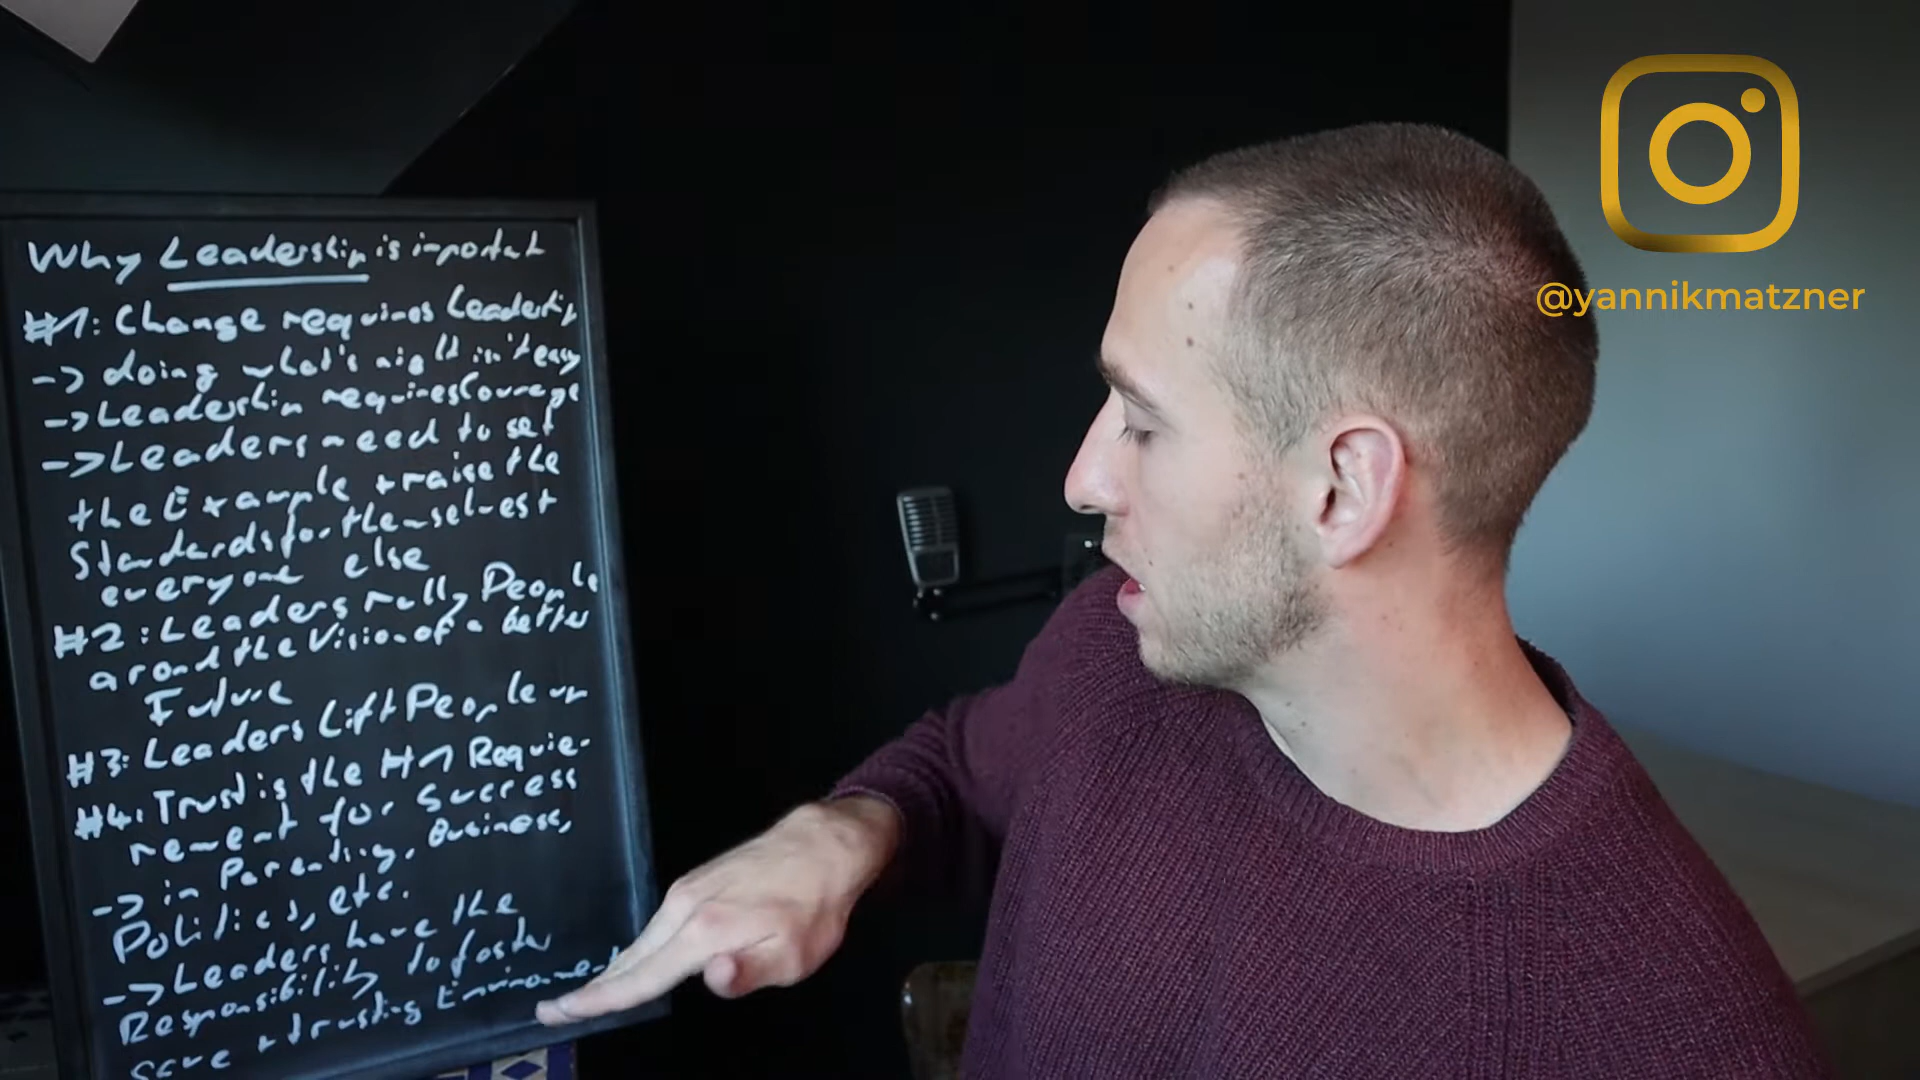 Why Leadership is important
#1: Change requires Leadership
-> doing what's right isn't easy
-> Leadership requires Courage
-> Leaders need to set
the Example + raise the
Standards for themselves +
everyone else
#2: Leaders rally People
around the Vision of a better
Future
#3: Leaders Lift People up
#4: Trust is the #1 Requie-
rement for Success
-> in Parenting, Business,
Politics, etc.
-> Leaders have the
Responsibility to foster
save + trusting Environment
@yannikmatzner